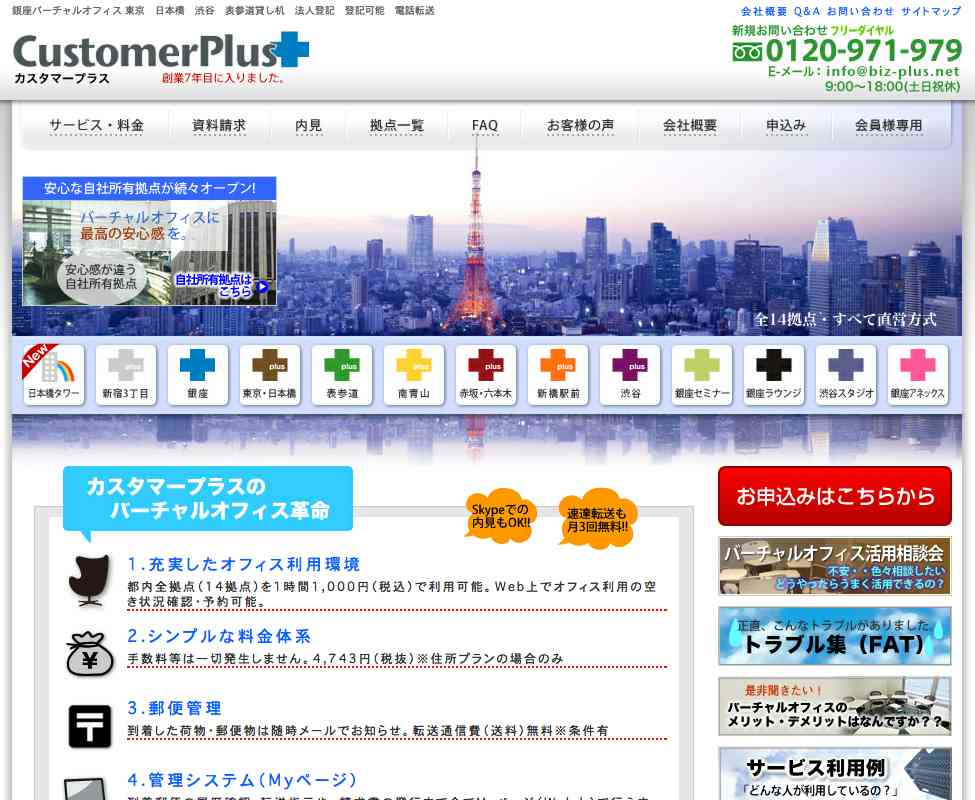 銀座バーチャルオフィス 東京　日本橋　渋谷　表参道貸し机　法人登記　登記可能　電話転送
会社概要 Q&A お問い合わせ サイトマップ
CustomerPlus
カスタマープラス
創業7年目に入りました。
新規お問い合わせ フリーダイヤル
0120-971-979
E-メール：info@biz-plus.net
9:00～18:00(土日祝休)
サービス・料金 資料請求 内見 拠点一覧 FAQ お客様の声 会社概要 申込み 会員様専用
安心な自社所有拠点が続々オープン!
バーチャルオフィスに
最高の安心感を。
安心感が違う
自社所有拠点
自社所有拠点は
こちら
全14拠点・すべて直営方式
New
plus plus plus plus plus plus
日本橋タワー 新宿3丁目 銀座 東京・日本橋 表参道 南青山 赤坂・六本木 新橋駅前 渋谷 銀座セミナー 銀座ラウンジ 渋谷スタジオ 銀座アネックス
カスタマープラスの
バーチャルオフィス革命
Skypeでの
内見もOK!!
速達転送も
月3回無料!!
1.充実したオフィス利用環境
都内全拠点（14拠点）を1時間1,000円（税込）で利用可能。Web上でオフィス利用の空
き状況確認・予約可能。
2.シンプルな料金体系
手数料等は一切発生しません。4,743円（税抜）※住所プランの場合のみ
3.郵便管理
到着した荷物・郵便物は随時メールでお知らせ。転送通信費（送料）無料※条件有
4.管理システム（Myページ）
お申込みはこちらから
バーチャルオフィス活用相談会
不安・・色々相談したい
どうやったらうまく活用できるの？
正直、こんなトラブルがありました。
トラブル集（FAT）
是非聞きたい！
バーチャルオフィスの
メリット・デメリットはなんですか？？
サービス利用例
「どんな人が利用しているの？」